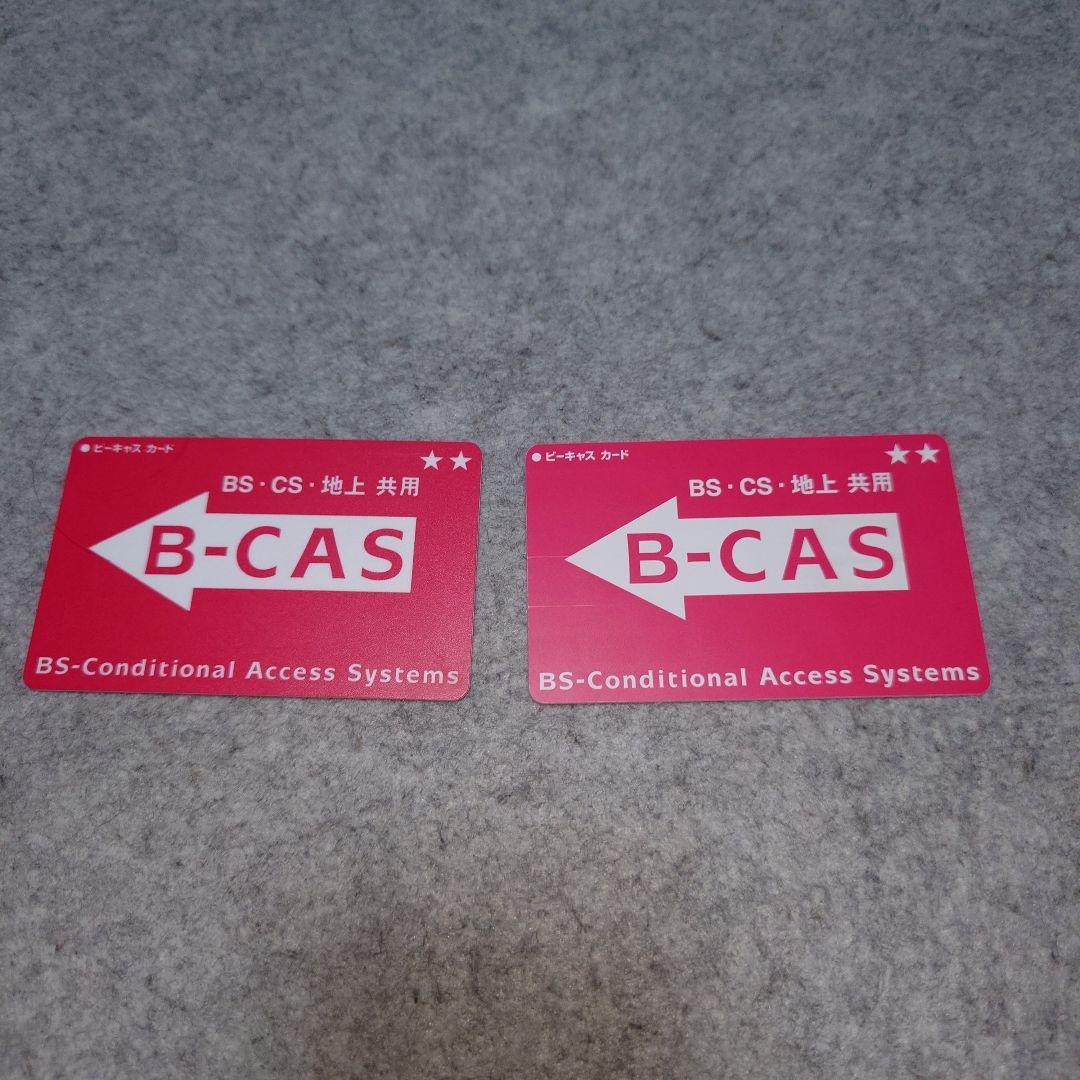 ● ビーキャス カード
★★
BS・CS・地上 共用
B-CAS
BS-Conditional Access Systems
● ビーキャス カード
★★
BS・CS・地上 共用
B-CAS
BS-Conditional Access Systems